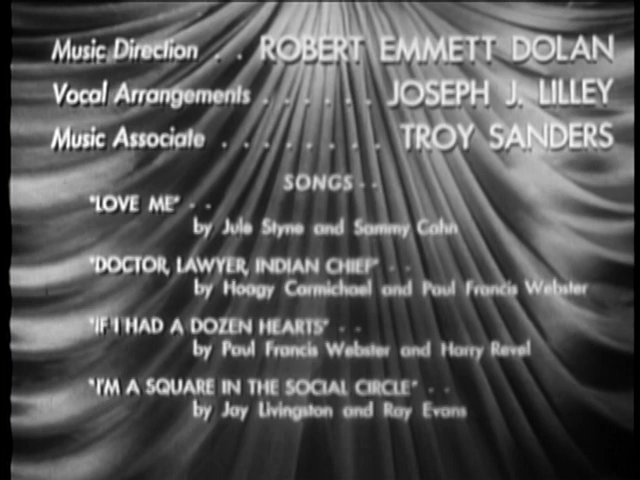 Music Direction . . ROBERT EMMETT DOLAN
Vocal Arrangements . . . . . . JOSEPH J. LILLEY
Music Associate . . . . . . . . TROY SANDERS
SONGS - -
"LOVE ME" - -
by Jule Styne and Sammy Cahn
"DOCTOR, LAWYER, INDIAN CHIEF" - -
by Hoagy Carmichael and Paul Francis Webster
"IF I HAD A DOZEN HEARTS" - -
by Paul Francis Webster and Harry Revel
"I'M A SQUARE IN THE SOCIAL CIRCLE" - -
by Jay Livingston and Ray Evans